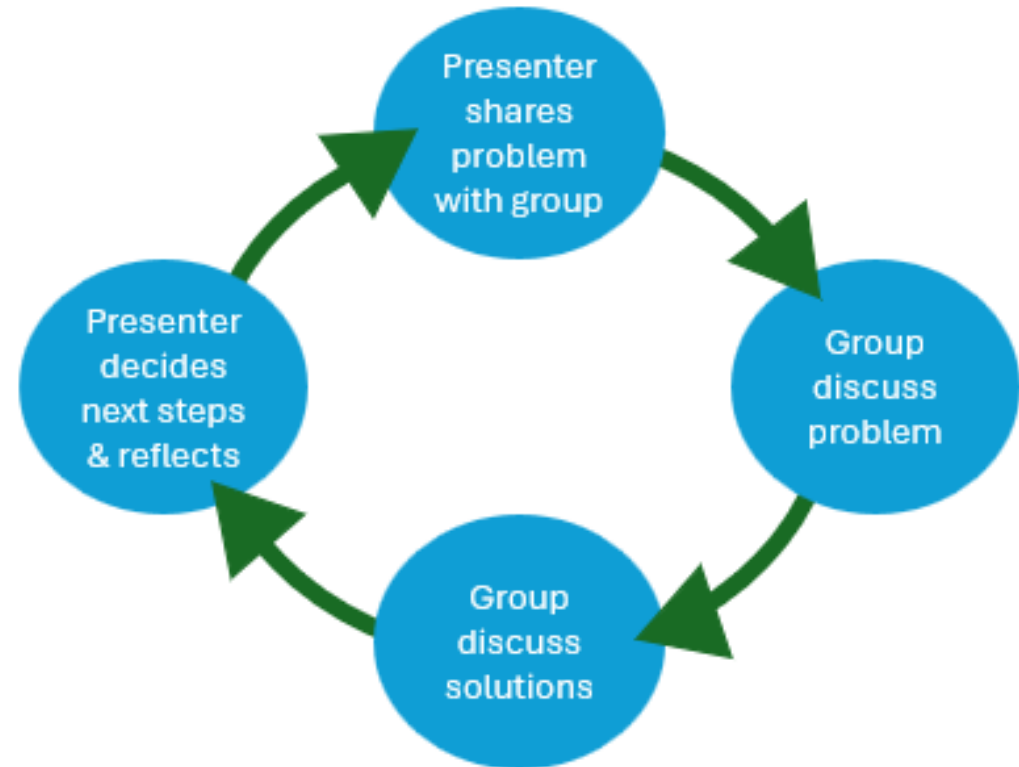 Presenter
shares
problem
with group
Group
discuss
problem
Group
discuss
solutions
Presenter
decides
next steps
& reflects